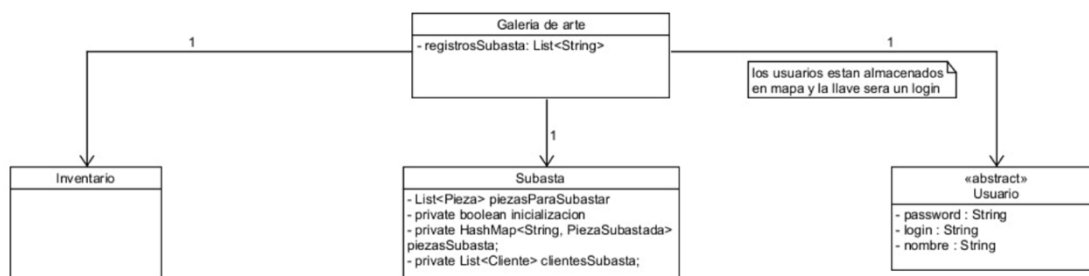 Galeria de arte
- registrosSubasta: List<String>
1
1
los usuarios estan almacenados
en mapa y la llave sera un login
1
Inventario
Subasta
- List<Pieza> piezasParaSubastar
- private boolean inicializacion
- private HashMap<String, PiezaSubastada>
piezasSubasta;
- private List<Cliente> clientesSubasta;
«abstract»
Usuario
- password : String
- login : String
- nombre : String